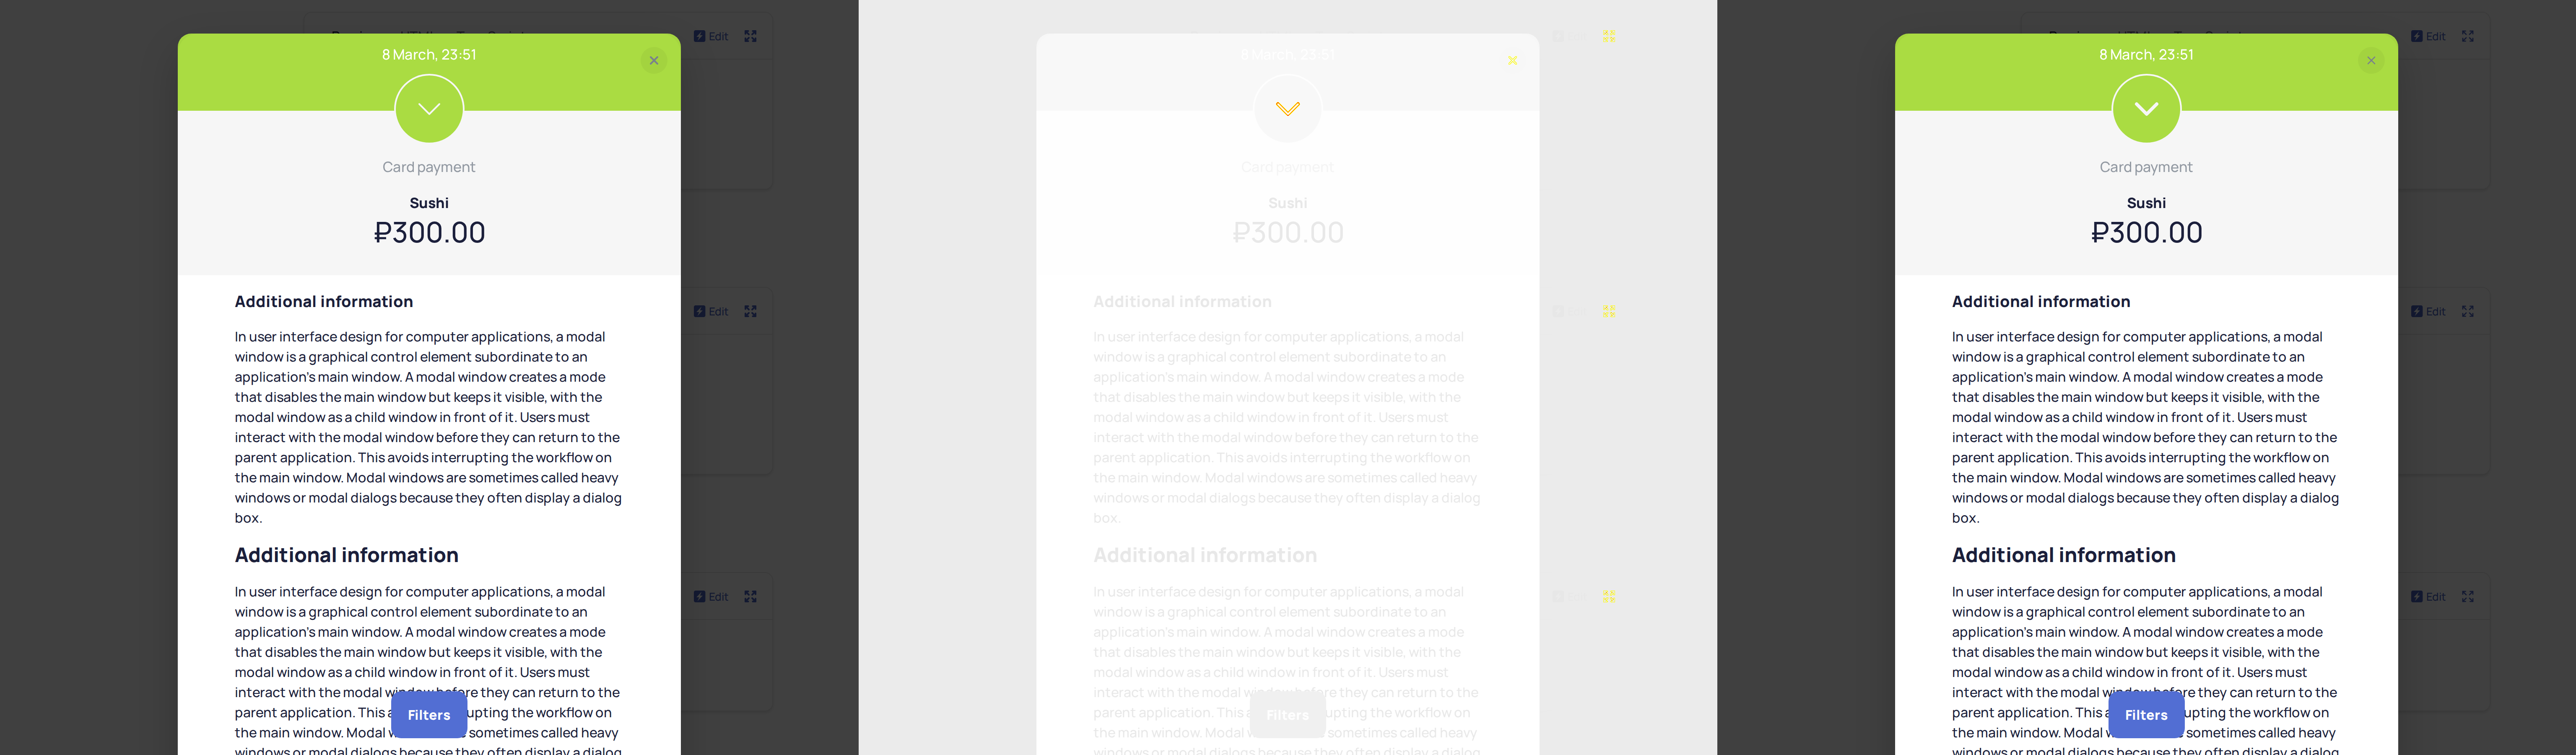 Edit
8 March, 23:51
Card payment
Sushi
₽300.00
Edit
Additional information
In user interface design for computer applications, a modal
window is a graphical control element subordinate to an
application's main window. A modal window creates a mode
that disables the main window but keeps it visible, with the
modal window as a child window in front of it. Users must
interact with the modal window before they can return to the
parent application. This avoids interrupting the workflow on
the main window. Modal windows are sometimes called heavy
windows or modal dialogs because they often display a dialog
box.
Additional information
In user interface design for computer applications, a modal
Edit
window is a graphical control element subordinate to an
application's main window. A modal window creates a mode
that disables the main window but keeps it visible, with the
modal window as a child window in front of it. Users must
interact with the modal window before they can return to the
parent application. This a upting the workflow on
Filters
the main window. Modal w sometimes called heavy
windows or modal dialogs because they often display a dialog
8 March, 23:51
Card payment
Sushi
₽300.00
Additional information
In user interface design for computer applications, a modal
window is a graphical control element subordinate to an
application's main window. A modal window creates a mode
that disables the main window but keeps it visible, with the
modal window as a child window in front of it. Users must
interact with the modal window before they can return to the
parent application. This avoids interrupting the workflow on
the main window. Modal windows are sometimes called heavy
windows or modal dialogs because they often display a dialog
box.
Additional information
In user interface design for computer applications, a modal
window is a graphical control element subordinate to an
application's main window. A modal window creates a mode
that disables the main window but keeps it visible, with the
modal window as a child window in front of it. Users must
interact with the modal window before they can return to the
parent application. This a upting the workflow on
Filters
the main window. Modal w sometimes called heavy
windows or modal dialogs because they often display a dialog
Edit
8 March, 23:51
Card payment
Sushi
₽300.00
Edit
Additional information
In user interface design for computer applications, a modal
window is a graphical control element subordinate to an
application's main window. A modal window creates a mode
that disables the main window but keeps it visible, with the
modal window as a child window in front of it. Users must
interact with the modal window before they can return to the
parent application. This avoids interrupting the workflow on
the main window. Modal windows are sometimes called heavy
windows or modal dialogs because they often display a dialog
box.
Additional information
In user interface design for computer applications, a modal
Edit
window is a graphical control element subordinate to an
application's main window. A modal window creates a mode
that disables the main window but keeps it visible, with the
modal window as a child window in front of it. Users must
interact with the modal window before they can return to the
parent application. This a upting the workflow on
Filters
the main window. Modal w sometimes called heavy
windows or modal dialogs because they often display a dialog